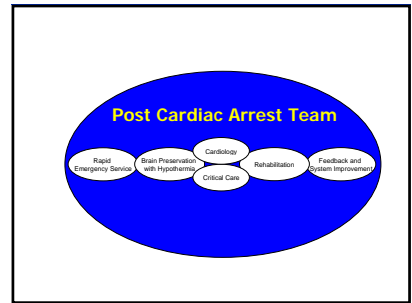 Post Cardiac Arrest Team
Rapid
Emergency Service
Brain Preservation
with Hypothermia
Cardiology
Critical Care
Rehabilitation
Feedback and
System Improvement